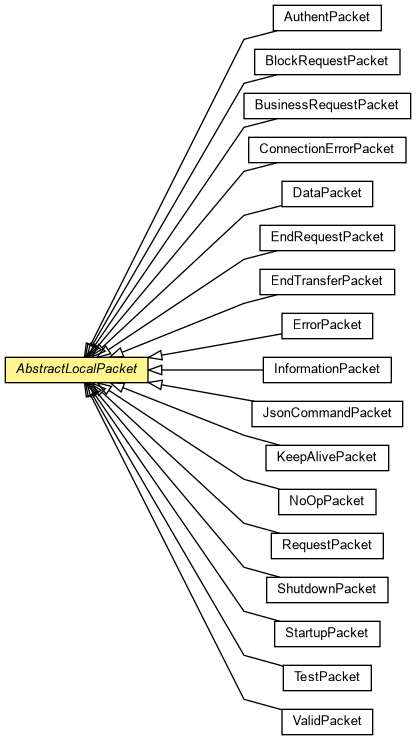 AuthentPacket
BlockRequestPacket
BusinessRequestPacket
ConnectionErrorPacket
DataPacket
EndRequestPacket
EndTransferPacket
ErrorPacket
AbstractLocalPacket
InformationPacket
JsonCommandPacket
KeepAlivePacket
NoOpPacket
RequestPacket
ShutdownPacket
StartupPacket
TestPacket
ValidPacket